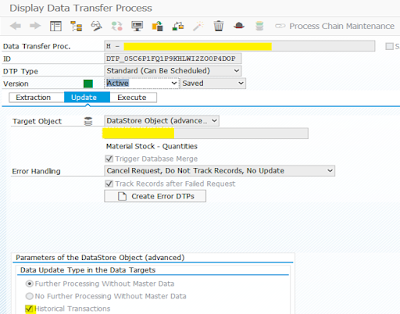 Display Data Transfer Process
Process Chain Maintenance
Data Transfer Proc. H -
ID DTP_05C6P1FQ1P9KHLWI2Z00P4DOP
DTP Type Standard (Can Be Scheduled)
Version Active Saved
Extraction Update Execute
Target Object DataStore Object (advance..
Material Stock - Quantities
Trigger Database Merge
Error Handling Cancel Request, Do Not Track Records, No Update
Track Records after Failed Request
Create Error DTPs
Parameters of the DataStore Object (advanced)
Data Update Type in the Data Targets
Further Processing Without Master Data
No Further Processing Without Master Data
Historical Transactions